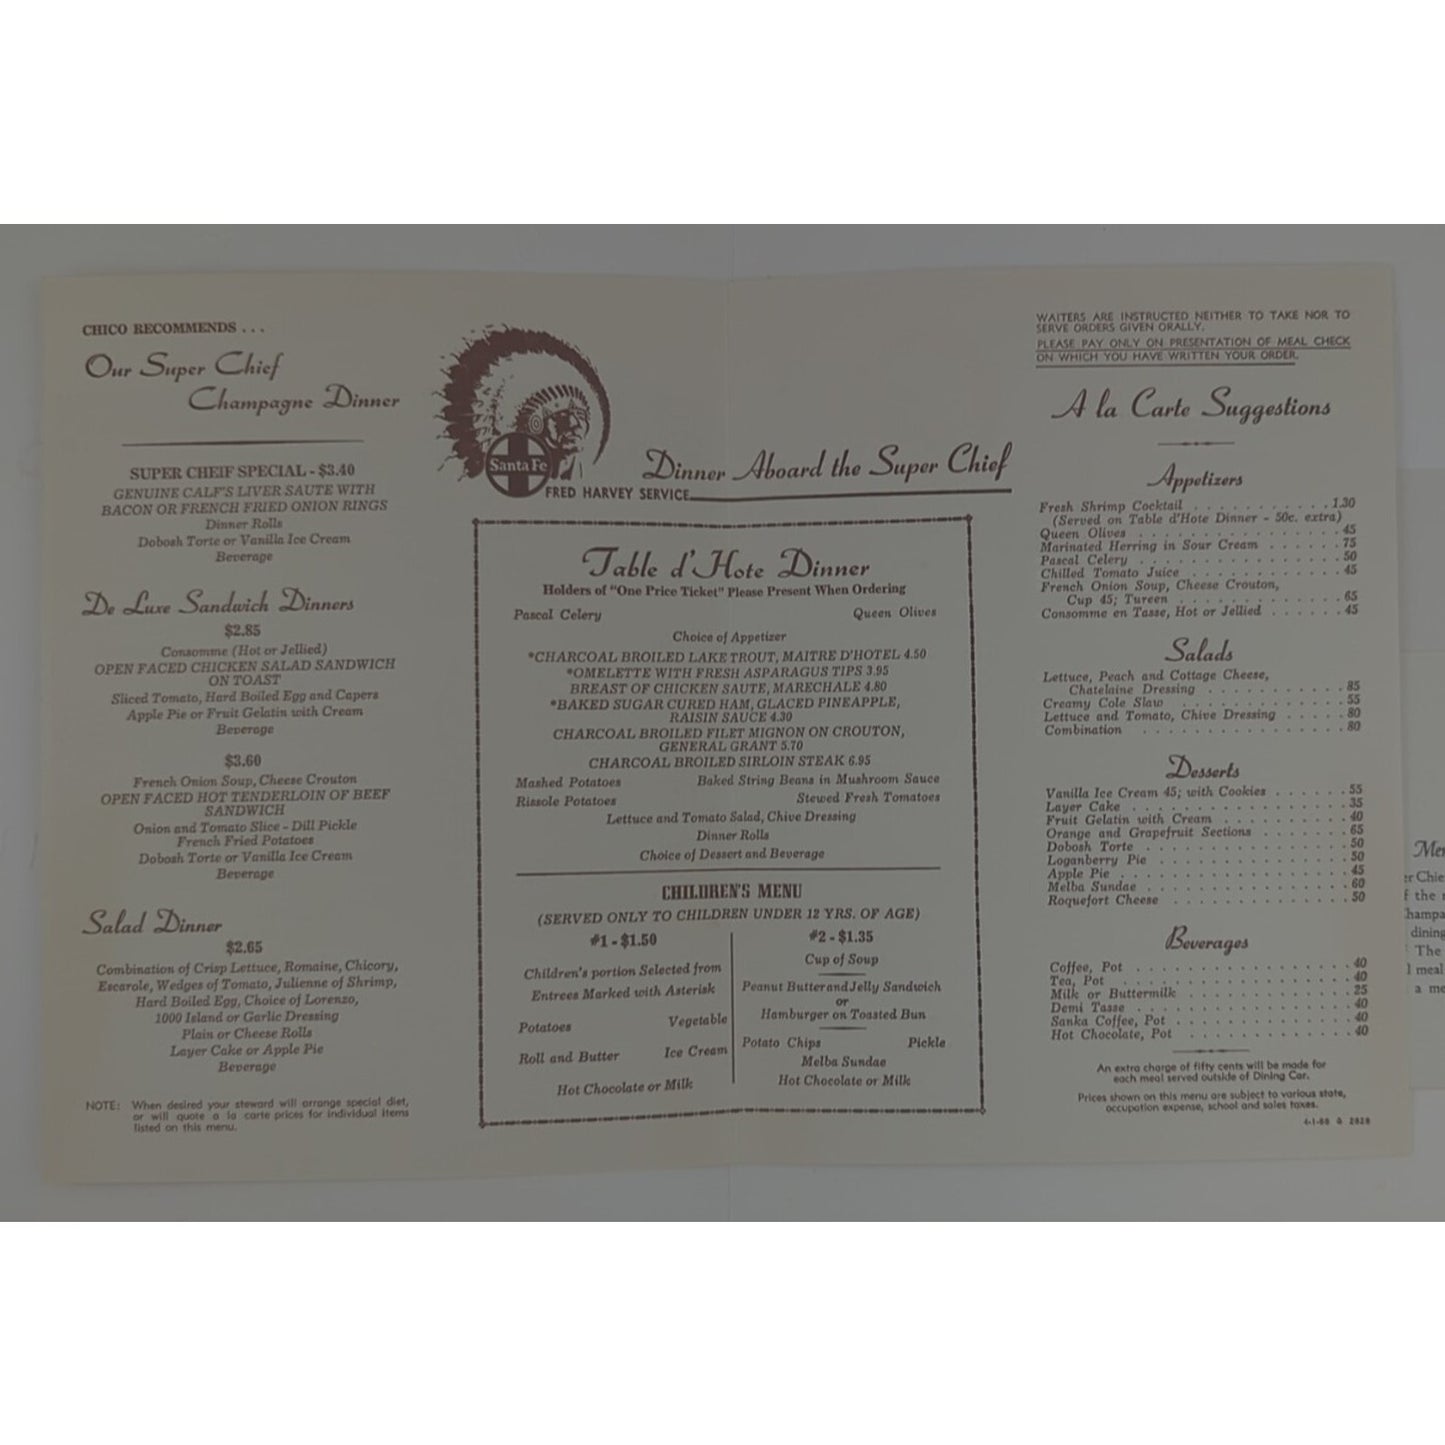 CHICO RECOMMENDS . . .
Our Super Chief
Champagne Dinner
SUPER CHEIF SPECIAL - $3.40
GENUINE CALF'S LIVER SAUTE WITH
BACON OR FRENCH FRIED ONION RINGS
Dinner Rolls
Dobosh Torte or Vanilla Ice Cream
Beverage
De Luxe Sandwich Dinners
$2.85
Consomme (Hot or Jellied)
OPEN FACED CHICKEN SALAD SANDWICH
ON TOAST
Sliced Tomato, Hard Boiled Egg and Capers
Apple Pie or Fruit Gelatin with Cream
Beverage
$3.60
French Onion Soup, Cheese Crouton
OPEN FACED HOT TENDERLOIN OF BEEF
SANDWICH
Onion and Tomato Slice - Dill Pickle
French Fried Potatoes
Dobosh Torte or Vanilla Ice Cream
Beverage
Salad Dinner
$2.65
Combination of Crisp Lettuce, Romaine, Chicory,
Escarole, Wedges of Tomato, Julienne of Shrimp,
Hard Boiled Egg, Choice of Lorenzo,
1000 Island or Garlic Dressing
Plain or Cheese Rolls
Layer Cake or Apple Pie
Beverage
NOTE: When desired your steward will arrange special diet,
or will quote a la carte prices for individual items
listed on this menu.
Santa Fe
FRED HARVEY SERVICE
Dinner Aboard the Super Chief
Table d'Hote Dinner
Holders of "One Price Ticket" Please Present When Ordering
Pascal Celery Queen Olives
Choice of Appetizer
*CHARCOAL BROILED LAKE TROUT, MAITRE D'HOTEL 4.50
*OMELETTE WITH FRESH ASPARAGUS TIPS 3.95
BREAST OF CHICKEN SAUTE, MARECHALE 4.80
*BAKED SUGAR CURED HAM, GLACED PINEAPPLE,
RAISIN SAUCE 4.30
CHARCOAL BROILED FILET MIGNON ON CROUTON,
GENERAL GRANT 5.70
CHARCOAL BROILED SIRLOIN STEAK 6.95
Mashed Potatoes Baked String Beans in Mushroom Sauce
Rissole Potatoes Stewed Fresh Tomatoes
Lettuce and Tomato Salad, Chive Dressing
Dinner Rolls
Choice of Dessert and Beverage
CHILDREN'S MENU
(SERVED ONLY TO CHILDREN UNDER 12 YRS. OF AGE)
#1 - $1.50
Children's portion Selected from
Entrees Marked with Asterisk
Potatoes Vegetable
Roll and Butter Ice Cream
Hot Chocolate or Milk
#2 - $1.35
Cup of Soup
Peanut Butter and Jelly Sandwich
or
Hamburger on Toasted Bun
Potato Chips Pickle
Melba Sundae
Hot Chocolate or Milk
WAITERS ARE INSTRUCTED NEITHER TO TAKE NOR TO
SERVE ORDERS GIVEN ORALLY.
PLEASE PAY ONLY ON PRESENTATION OF MEAL CHECK
ON WHICH YOU HAVE WRITTEN YOUR ORDER.
A la Carte Suggestions
Appetizers
Fresh Shrimp Cocktail . . . . . . . . . . . 1.30
(Served on Table d'Hote Dinner - 50c. extra)
Queen Olives . . . . . . . . . . . . . . . 45
Marinated Herring in Sour Cream . . . . . . 75
Pascal Celery . . . . . . . . . . . . . . . 50
Chilled Tomato Juice . . . . . . . . . . . . 45
French Onion Soup, Cheese Crouton,
Cup 45; Tureen . . . . . . . . . . . . . 65
Consomme en Tasse, Hot or Jellied . . . . . . 45
Salads
Lettuce, Peach and Cottage Cheese,
Chatelaine Dressing . . . . . . . . . . . 85
Creamy Cole Slaw . . . . . . . . . . . . . 55
Lettuce and Tomato, Chive Dressing . . . . . 80
Combination . . . . . . . . . . . . . . . 80
Desserts
Vanilla Ice Cream 45; with Cookies . . . . . . 55
Layer Cake . . . . . . . . . . . . . . . . 35
Fruit Gelatin with Cream . . . . . . . . . . 40
Orange and Grapefruit Sections . . . . . . . 65
Dobosh Torte . . . . . . . . . . . . . . . 50
Loganberry Pie . . . . . . . . . . . . . . 50
Apple Pie . . . . . . . . . . . . . . . . . 45
Melba Sundae . . . . . . . . . . . . . . . 60
Roquefort Cheese . . . . . . . . . . . . . 50
Beverages
Coffee, Pot . . . . . . . . . . . . . . . . 40
Tea, Pot . . . . . . . . . . . . . . . . . 40
Milk or Buttermilk . . . . . . . . . . . . . 25
Demi Tasse . . . . . . . . . . . . . . . . 40
Sanka Coffee, Pot . . . . . . . . . . . . . 40
Hot Chocolate, Pot . . . . . . . . . . . . . 40
An extra charge of fifty cents will be made for
each meal served outside of Dining Car.
Prices shown on this menu are subject to various state,
occupation expense, school and sales taxes.
Me
r Chie
f the
hampa
dining
The
l meal
a me